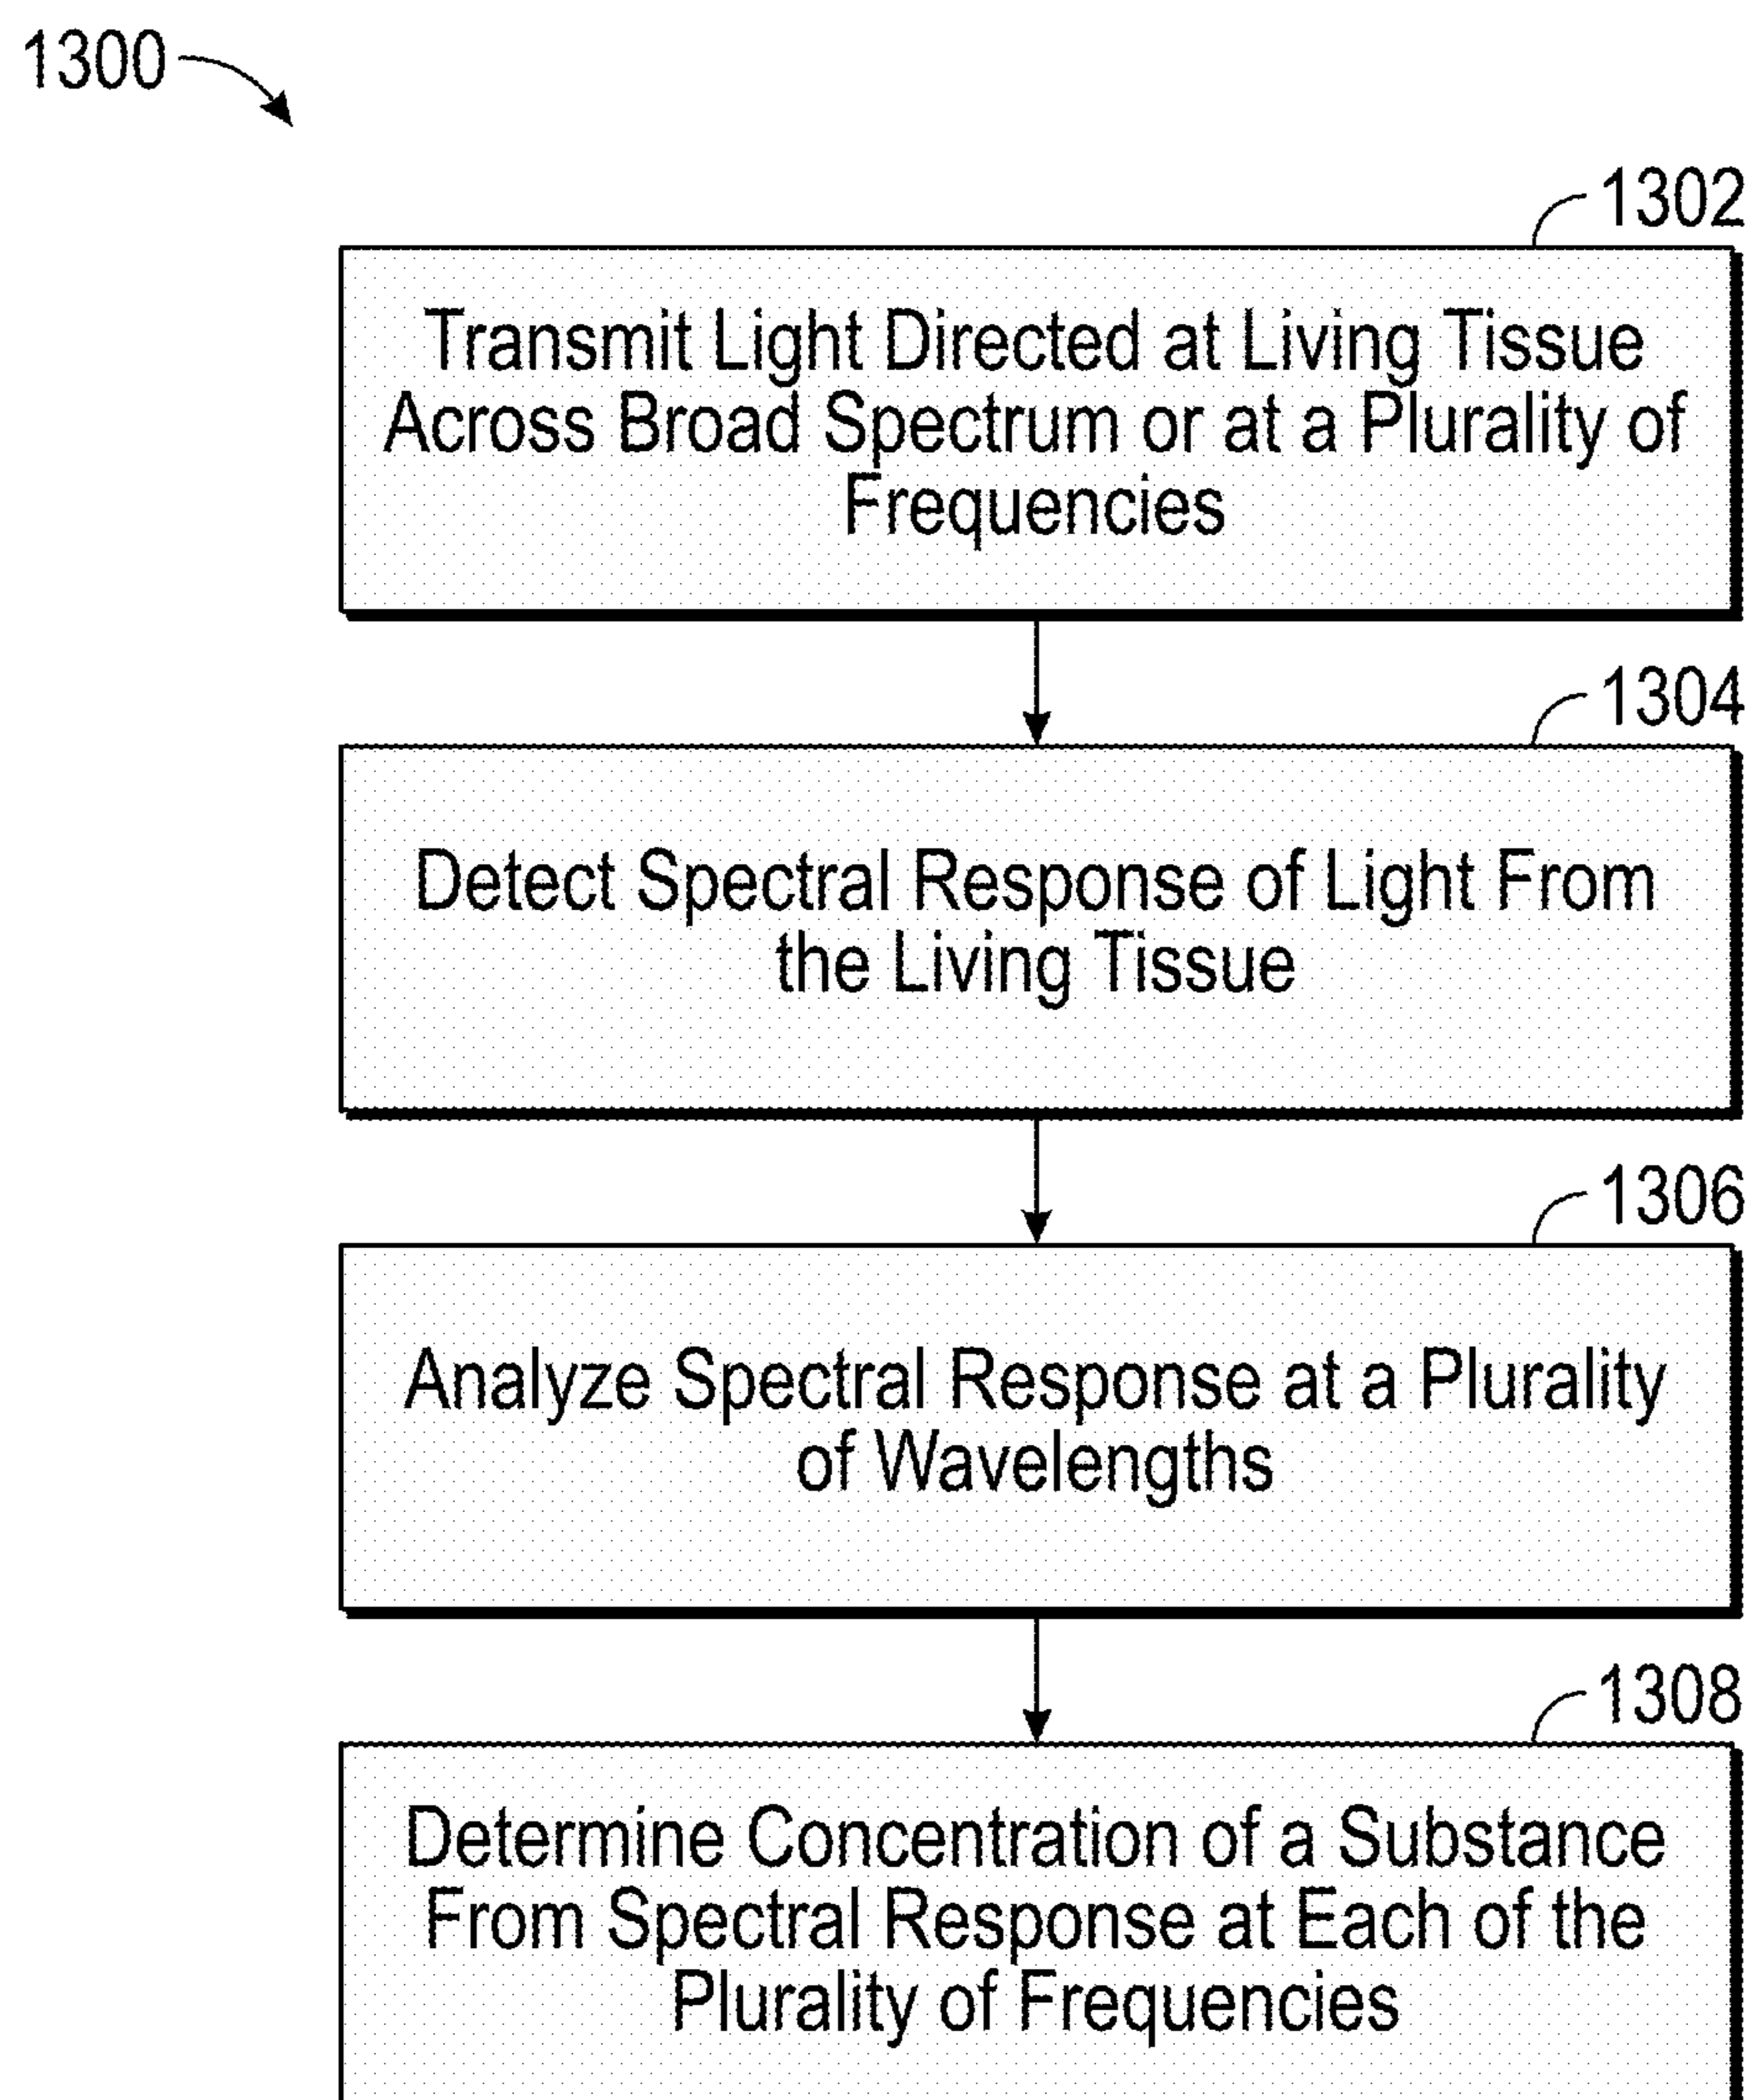 1300
1302
Transmit Light Directed at Living Tissue
Across Broad Spectrum or at a Plurality of
Frequencies
1304
Detect Spectral Response of Light From
the Living Tissue
1306
Analyze Spectral Response at a Plurality
of Wavelengths
1308
Determine Concentration of a Substance
From Spectral Response at Each of the
Plurality of Frequencies